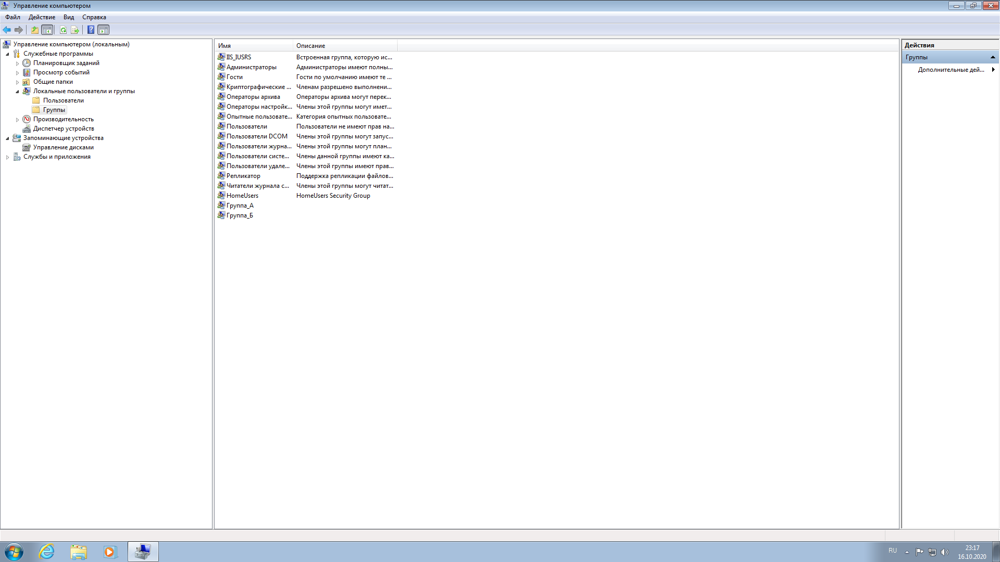 Управление компьютером
Файл Действие Вид Справка
Управление компьютером (локальным)
Служебные программы
Планировщик заданий
Просмотр событий
Общие папки
Локальные пользователи и группы
Пользователи
Группы
Производительность
Диспетчер устройств
Запоминающие устройства
Управление дисками
Службы и приложения
Имя Описание
IIS_IUSRS Встроенная группа, которую ис...
Администраторы Администраторы имеют полны...
Гости Гости по умолчанию имеют те ...
Криптографические ... Членам разрешено выполнени...
Операторы архива Операторы архива могут перек...
Операторы настройк... Члены этой группы могут имет...
Опытные пользовате... Категория опытных пользовате...
Пользователи Пользователи не имеют прав на...
Пользователи DCOM Члены этой группы могут запус...
Пользователи журна... Члены этой группы могут план...
Пользователи систе... Члены данной группы имеют ка...
Пользователи удале... Члены этой группы имеют прав...
Репликатор Поддержка репликации файлов...
Читатели журнала с... Члены этой группы могут читат...
HomeUsers HomeUsers Security Group
Группа_А
Группа_Б
Действия
Группы
Дополнительные дей...
RU
23:17
16.10.2020